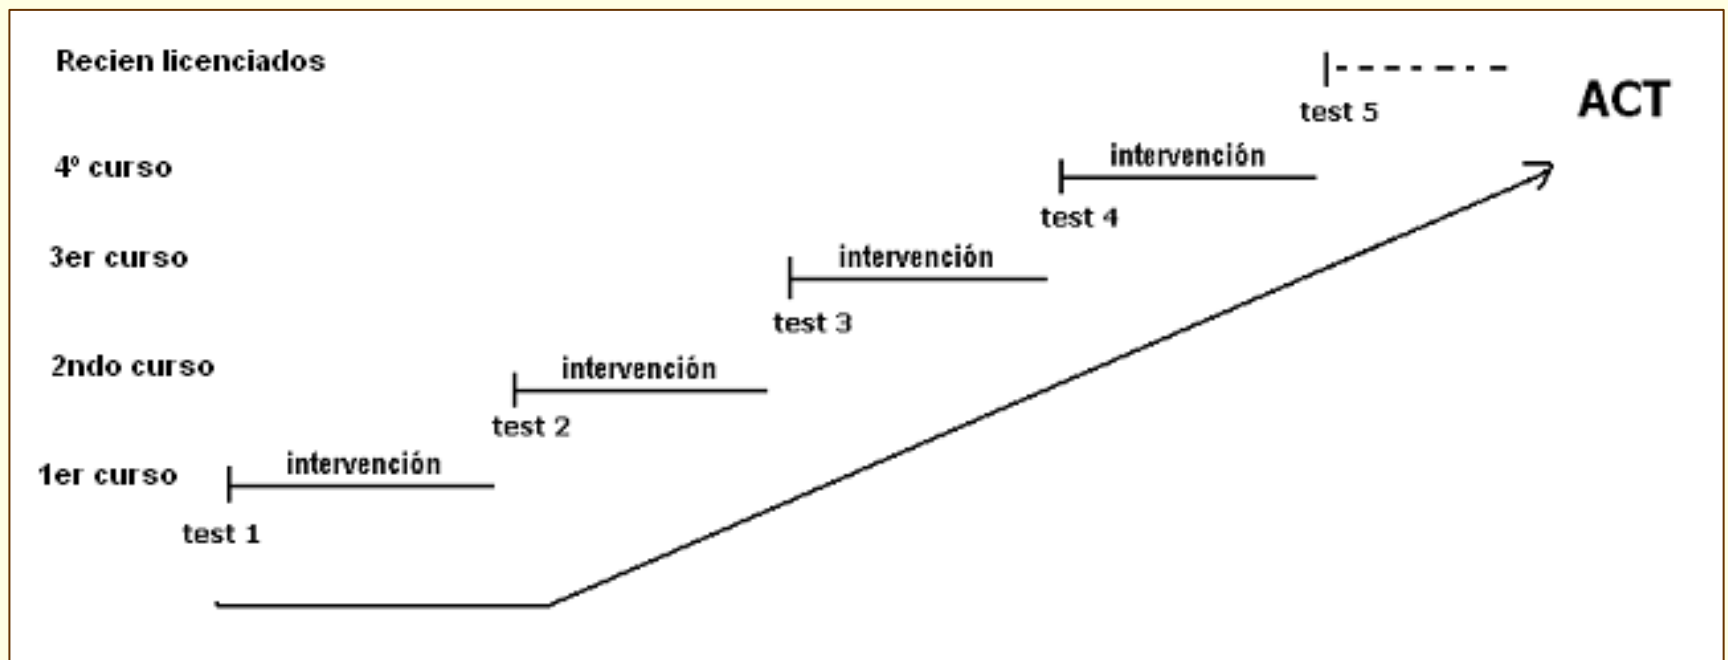 Recien licenciados
test 5
ACT
4º curso
intervención
test 4
3er curso
intervención
test 3
2ndo curso
intervención
test 2
1er curso
intervención
test 1